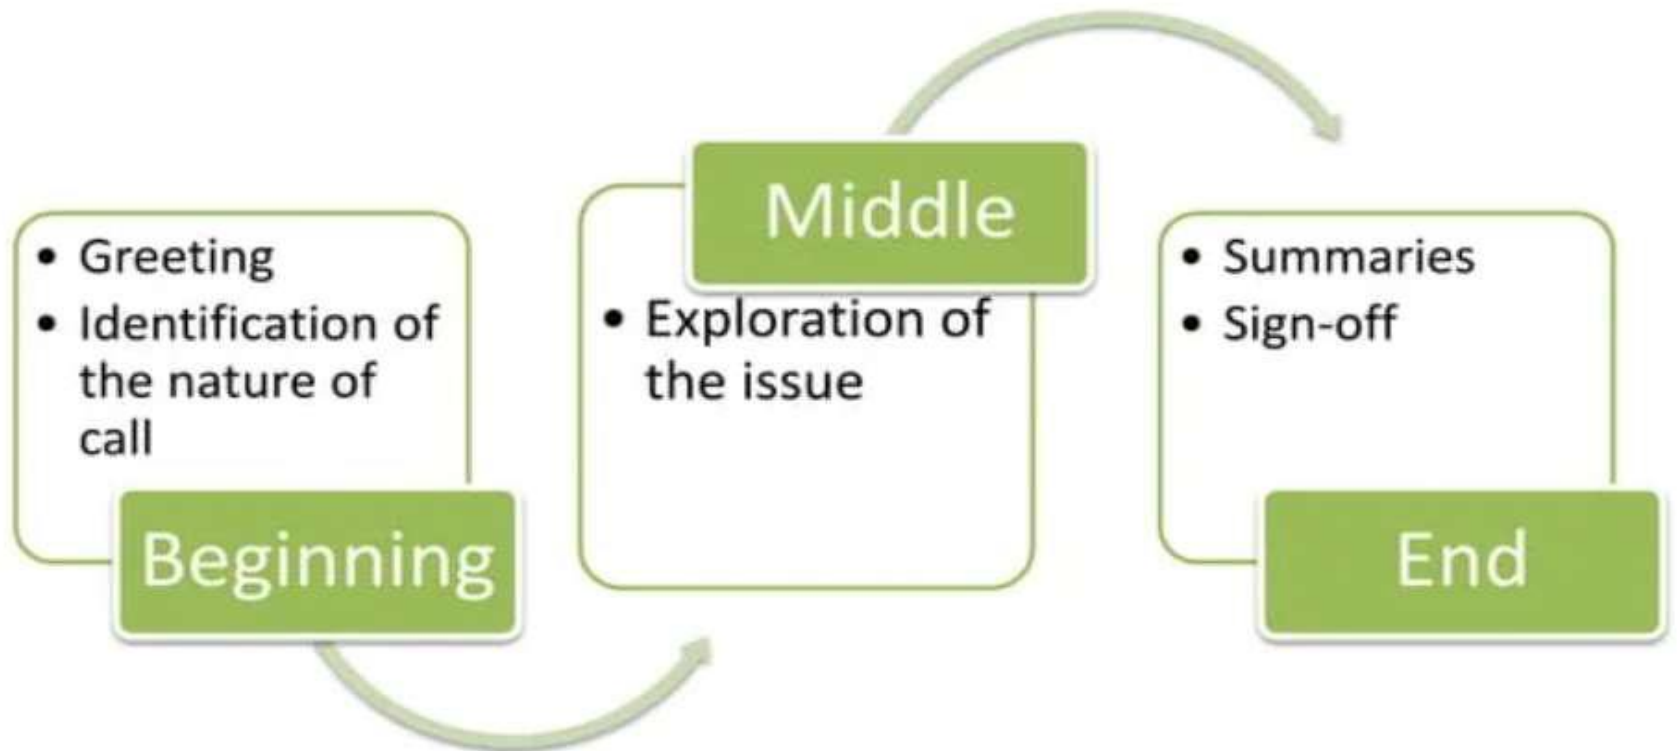 • Greeting
• Identification of
the nature of
call
Beginning
Middle
• Exploration of
the issue
• Summaries
• Sign-off
End